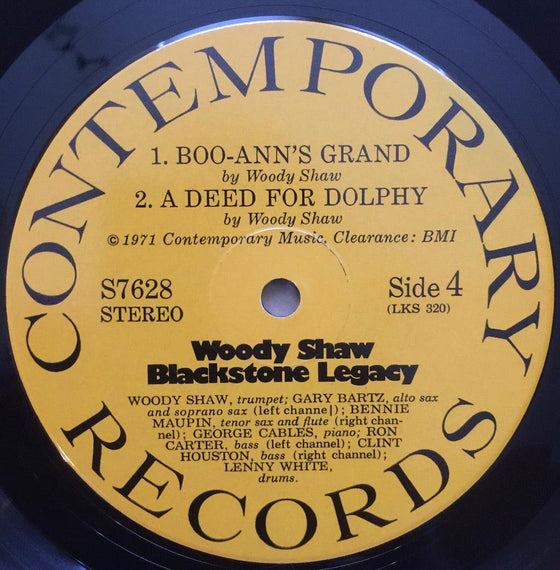 CONTEMPORARY
1. BOO-ANN'S GRAND
by Woody Shaw
2. A DEED FOR DOLPHY
by Woody Shaw
© 1971 Contemporary Music, Clearance: BMI
S7628
STEREO
Side 4
(LKS 320)
Woody Shaw
Blackstone Legacy
WOODY SHAW, trumpet; GARY BARTZ, alto sax
and soprano sax (left channel); BENNIE
MAUPIN, tenor sax and flute (right chan-
nel); GEORGE CABLES, piano; RON
CARTER, bass (left channel); CLINT
HOUSTON, bass (right channel);
LENNY WHITE,
drums.
RECORDS